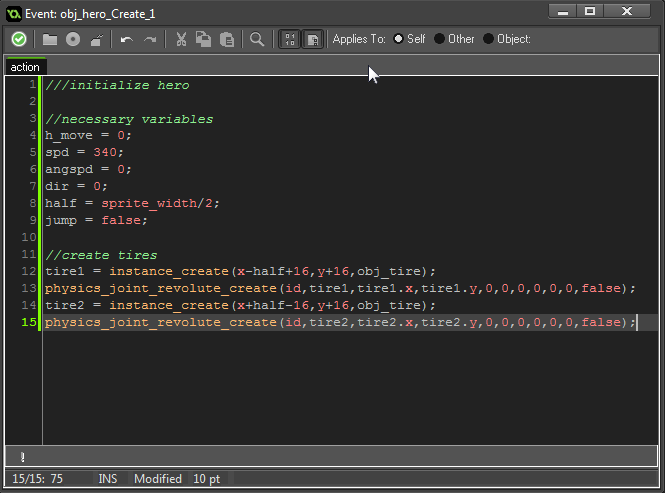 Event: obj_hero_Create_1
Applies To: Self Other Object:
action
1 ///initialize hero
2
3 //necessary variables
4 h_move = 0;
5 spd = 340;
6 angspd = 0;
7 dir = 0;
8 half = sprite_width/2;
9 jump = false;
10
11 //create tires
12 tire1 = instance_create(x-half+16,y+16,obj_tire);
13 physics_joint_revolute_create(id,tire1,tire1.x,tire1.y,0,0,0,0,0,0,false);
14 tire2 = instance_create(x+half-16,y+16,obj_tire);
15 physics_joint_revolute_create(id,tire2,tire2.x,tire2.y,0,0,0,0,0,0,false);
15/15: 75 INS Modified 10 pt